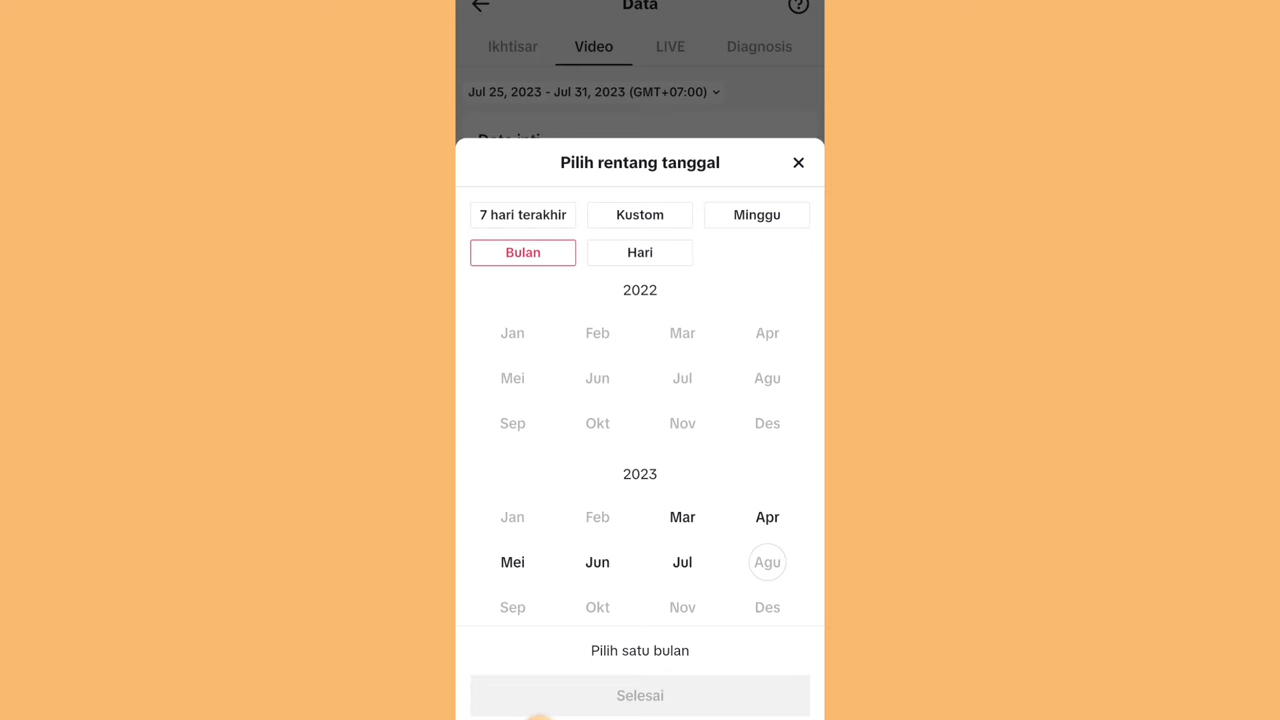 Data
Ikhtisar Video LIVE Diagnosis
Jul 25, 2023 - Jul 31, 2023 (GMT+07:00)
Data inti
Pilih rentang tanggal
7 hari terakhir Kustom Minggu
Bulan Hari
2022
Jan Feb Mar Apr
Mei Jun Jul Agu
Sep Okt Nov Des
2023
Jan Feb Mar Apr
Mei Jun Jul Agu
Sep Okt Nov Des
Pilih satu bulan
Selesai